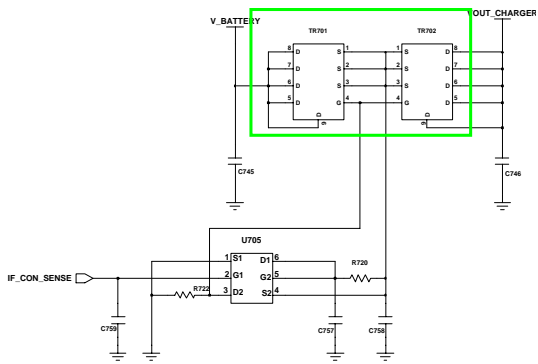 V_BATTERY
VOUT_CHARGER
TR701
TR702
8 D S 1
7 D S 2
6 D S 3
5 D G 4
D
9
1 S D 8
2 S D 7
3 S D 6
4 G D 5
D
9
C745
C746
U705
1 S1 D1 6
2 G1 G2 5
3 D2 S2 4
R720
IF_CON_SENSE
R722
C759
C757
C758